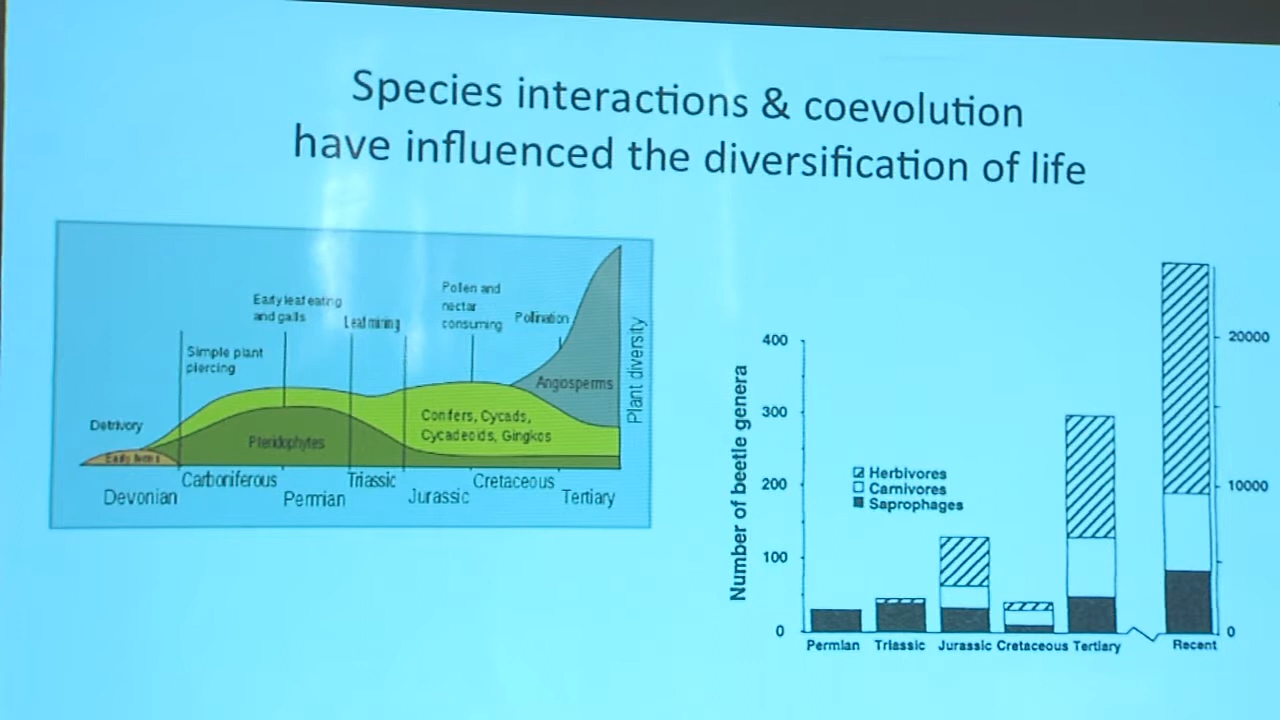 Species interactions & coevolution
have influenced the diversification of life
Early leaf eating
and galls
Leaf mining
Pollen and
nectar
consuming
Pollination
Simple plant
piercing
Detrivory
Angiosperms
Plant diversity
Conifers, Cycads,
Cycadeoids, Gingkos
Pteridophytes
Carboniferous
Triassic
Cretaceous
Devonian
Permian
Jurassic
Tertiary
Number of beetle genera
400
300
200
100
0
Herbivores
Carnivores
Saprophages
20000
10000
0
Permian Triassic Jurassic Cretaceous Tertiary Recent